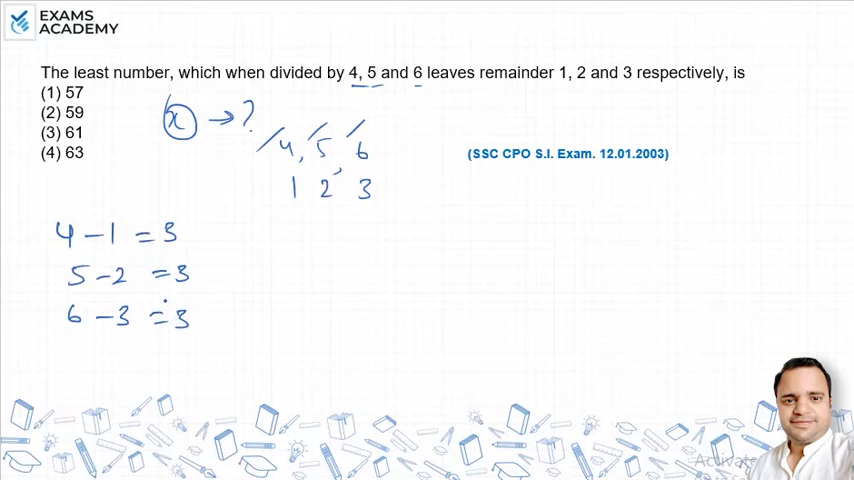 EXAMS
ACADEMY
The least number, which when divided by 4, 5 and 6 leaves remainder 1, 2 and 3 respectively, is
(1) 57
(2) 59
(3) 61
(4) 63
x → ?
4, 5, 6
1 2 3
(SSC CPO S.I. Exam. 12.01.2003)
4 - 1 = 3
5 - 2 = 3
6 - 3 = 3
Activate